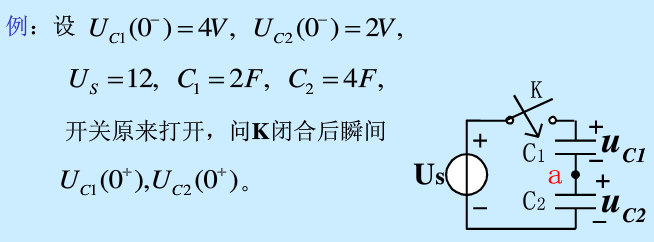 例：设 U_{C1}(0⁻)=4V, U_{C2}(0⁻)=2V,
U_S=12, C₁=2F, C₂=4F,
开关原来打开，问K闭合后瞬间
U_{C1}(0⁺),U_{C2}(0⁺)。
K
+
+
C₁
u_{C1}
−
Us
a
+
−
C₂
u_{C2}
−